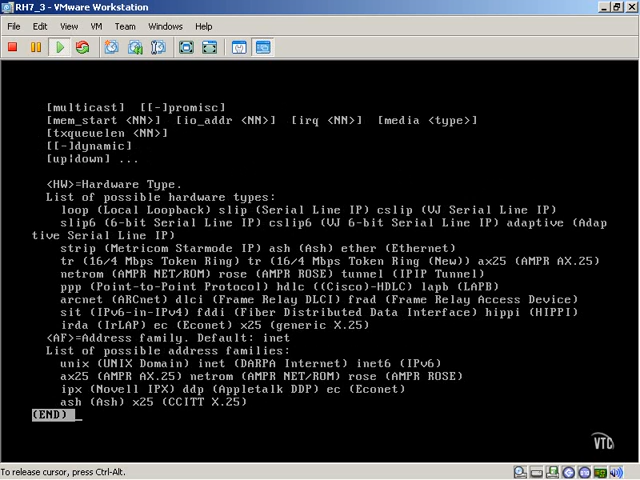 RH7_3 - VMware Workstation
File Edit View VM Team Windows Help
[multicast] [[-]promisc]
[mem_start <NN>] [io_addr <NN>] [irq <NN>] [media <type>]
[txqueuelen <NN>]
[[-]dynamic]
[up|down] ...
<HW>=Hardware Type.
List of possible hardware types:
loop (Local Loopback) slip (Serial Line IP) cslip (VJ Serial Line IP)
slip6 (6-bit Serial Line IP) cslip6 (VJ 6-bit Serial Line IP) adaptive (Adap
tive Serial Line IP)
strip (Metricom Starmode IP) ash (Ash) ether (Ethernet)
tr (16/4 Mbps Token Ring) tr (16/4 Mbps Token Ring (New)) ax25 (AMPR AX.25)
netrom (AMPR NET/ROM) rose (AMPR ROSE) tunnel (IPIP Tunnel)
ppp (Point-to-Point Protocol) hdlc ((Cisco)-HDLC) lapb (LAPB)
arcnet (ARCnet) dlci (Frame Relay DLCI) frad (Frame Relay Access Device)
sit (IPv6-in-IPv4) fddi (Fiber Distributed Data Interface) hippi (HIPPI)
irda (IrLAP) ec (Econet) x25 (generic X.25)
<AF>=Address family. Default: inet
List of possible address families:
unix (UNIX Domain) inet (DARPA Internet) inet6 (IPv6)
ax25 (AMPR AX.25) netrom (AMPR NET/ROM) rose (AMPR ROSE)
ipx (Novell IPX) ddp (Appletalk DDP) ec (Econet)
ash (Ash) x25 (CCITT X.25)
(END)
VTC
To release cursor, press Ctrl-Alt.